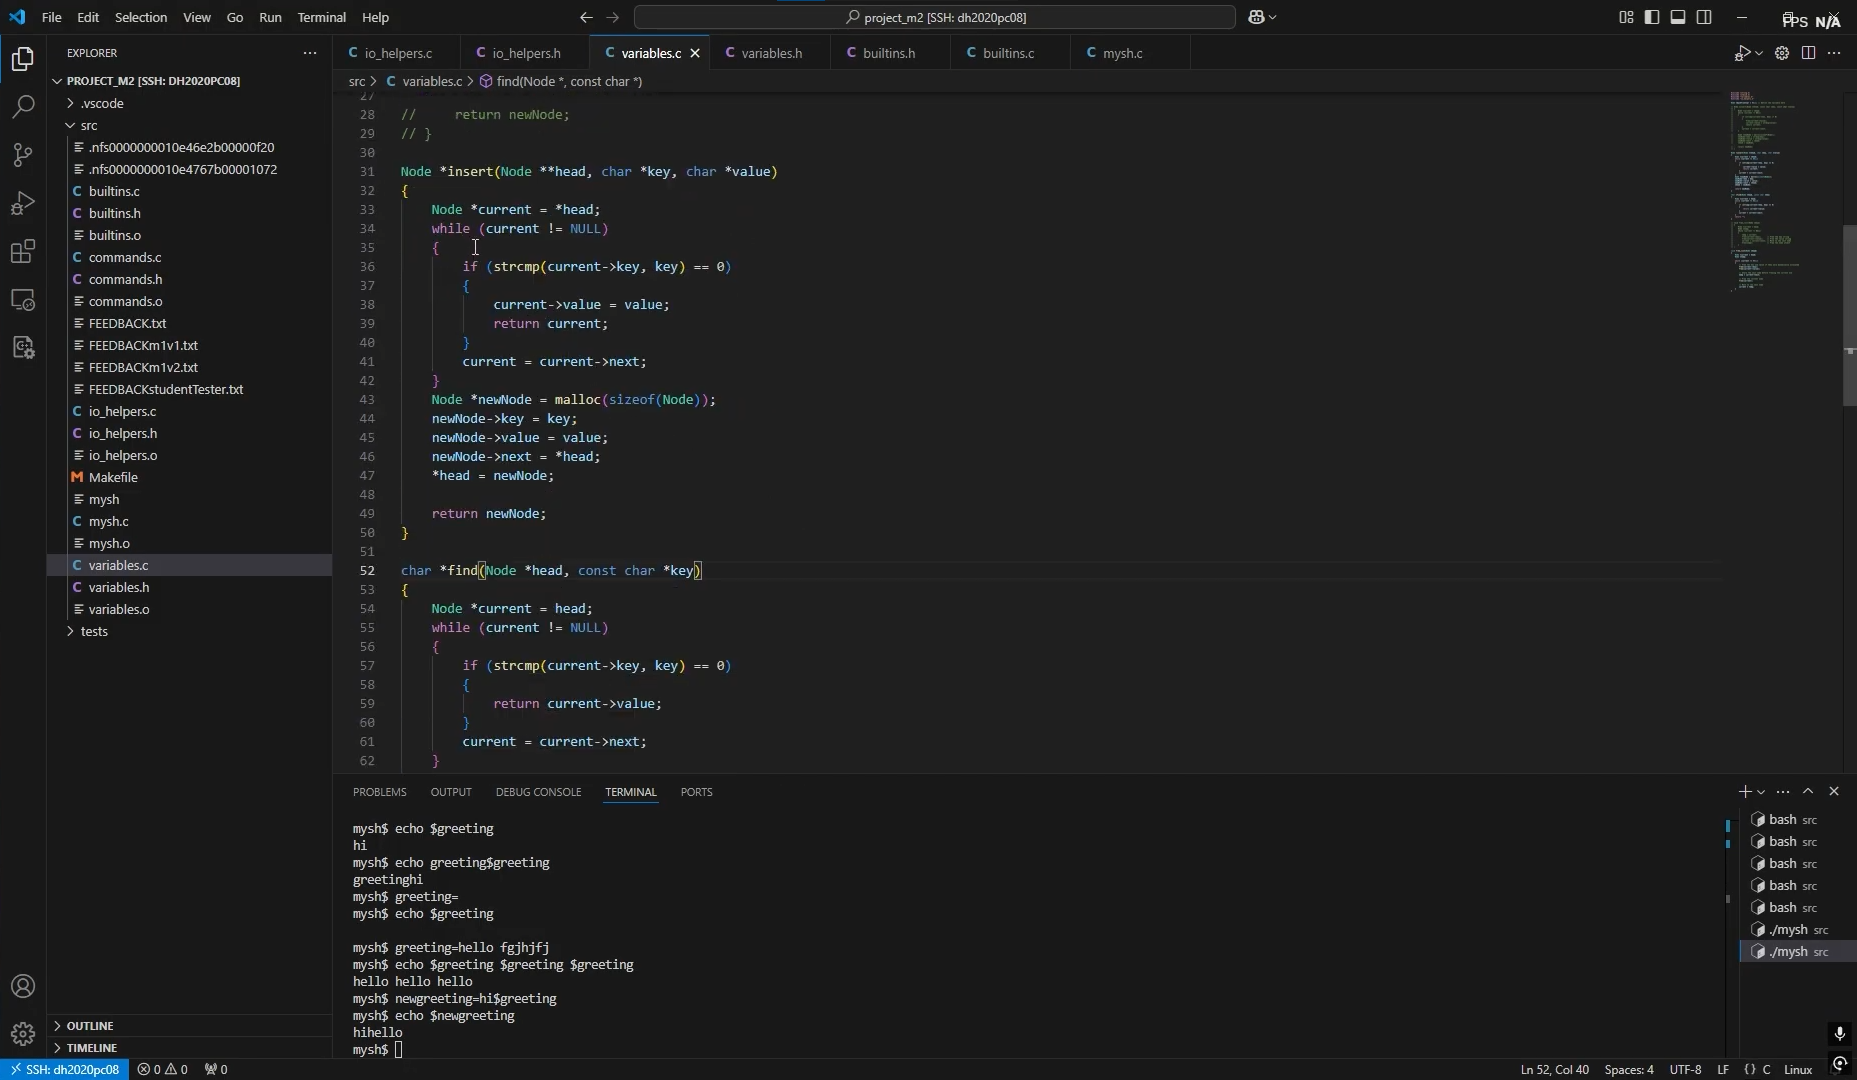 File Edit Selection View Go Run Terminal Help
project_m2 [SSH: dh2020pc08]
FPS N/A
EXPLORER
PROJECT_M2 [SSH: DH2020PC08]
.vscode
src
.nfs0000000010e46e2b00000f20
.nfs0000000010e4767b00001072
builtins.c
builtins.h
builtins.o
commands.c
commands.h
commands.o
FEEDBACK.txt
FEEDBACKm1v1.txt
FEEDBACKm1v2.txt
FEEDBACKstudentTester.txt
io_helpers.c
io_helpers.h
io_helpers.o
Makefile
mysh
mysh.c
mysh.o
variables.c
variables.h
variables.o
tests
OUTLINE
TIMELINE
io_helpers.c io_helpers.h variables.c variables.h builtins.h builtins.c mysh.c
src > variables.c > find(Node *, const char *)
27
28 // return newNode;
29 // }
30
31 Node *insert(Node **head, char *key, char *value)
32 {
33 Node *current = *head;
34 while (current != NULL)
35 {
36 if (strcmp(current->key, key) == 0)
37 {
38 current->value = value;
39 return current;
40 }
41 current = current->next;
42 }
43 Node *newNode = malloc(sizeof(Node));
44 newNode->key = key;
45 newNode->value = value;
46 newNode->next = *head;
47 *head = newNode;
48
49 return newNode;
50 }
51
52 char *find(Node *head, const char *key)
53 {
54 Node *current = head;
55 while (current != NULL)
56 {
57 if (strcmp(current->key, key) == 0)
58 {
59 return current->value;
60 }
61 current = current->next;
62 }
PROBLEMS OUTPUT DEBUG CONSOLE TERMINAL PORTS
mysh$ echo $greeting
hi
mysh$ echo greeting$greeting
greetinghi
mysh$ greeting=
mysh$ echo $greeting
mysh$ greeting=hello fgjhjfj
mysh$ echo $greeting $greeting $greeting
hello hello hello
mysh$ newgreeting=hi$greeting
mysh$ echo $newgreeting
hihello
mysh$
bash src
bash src
bash src
bash src
bash src
./mysh src
./mysh src
SSH: dh2020pc08 0 0 0 Ln 52, Col 40 Spaces: 4 UTF-8 LF {} C Linux